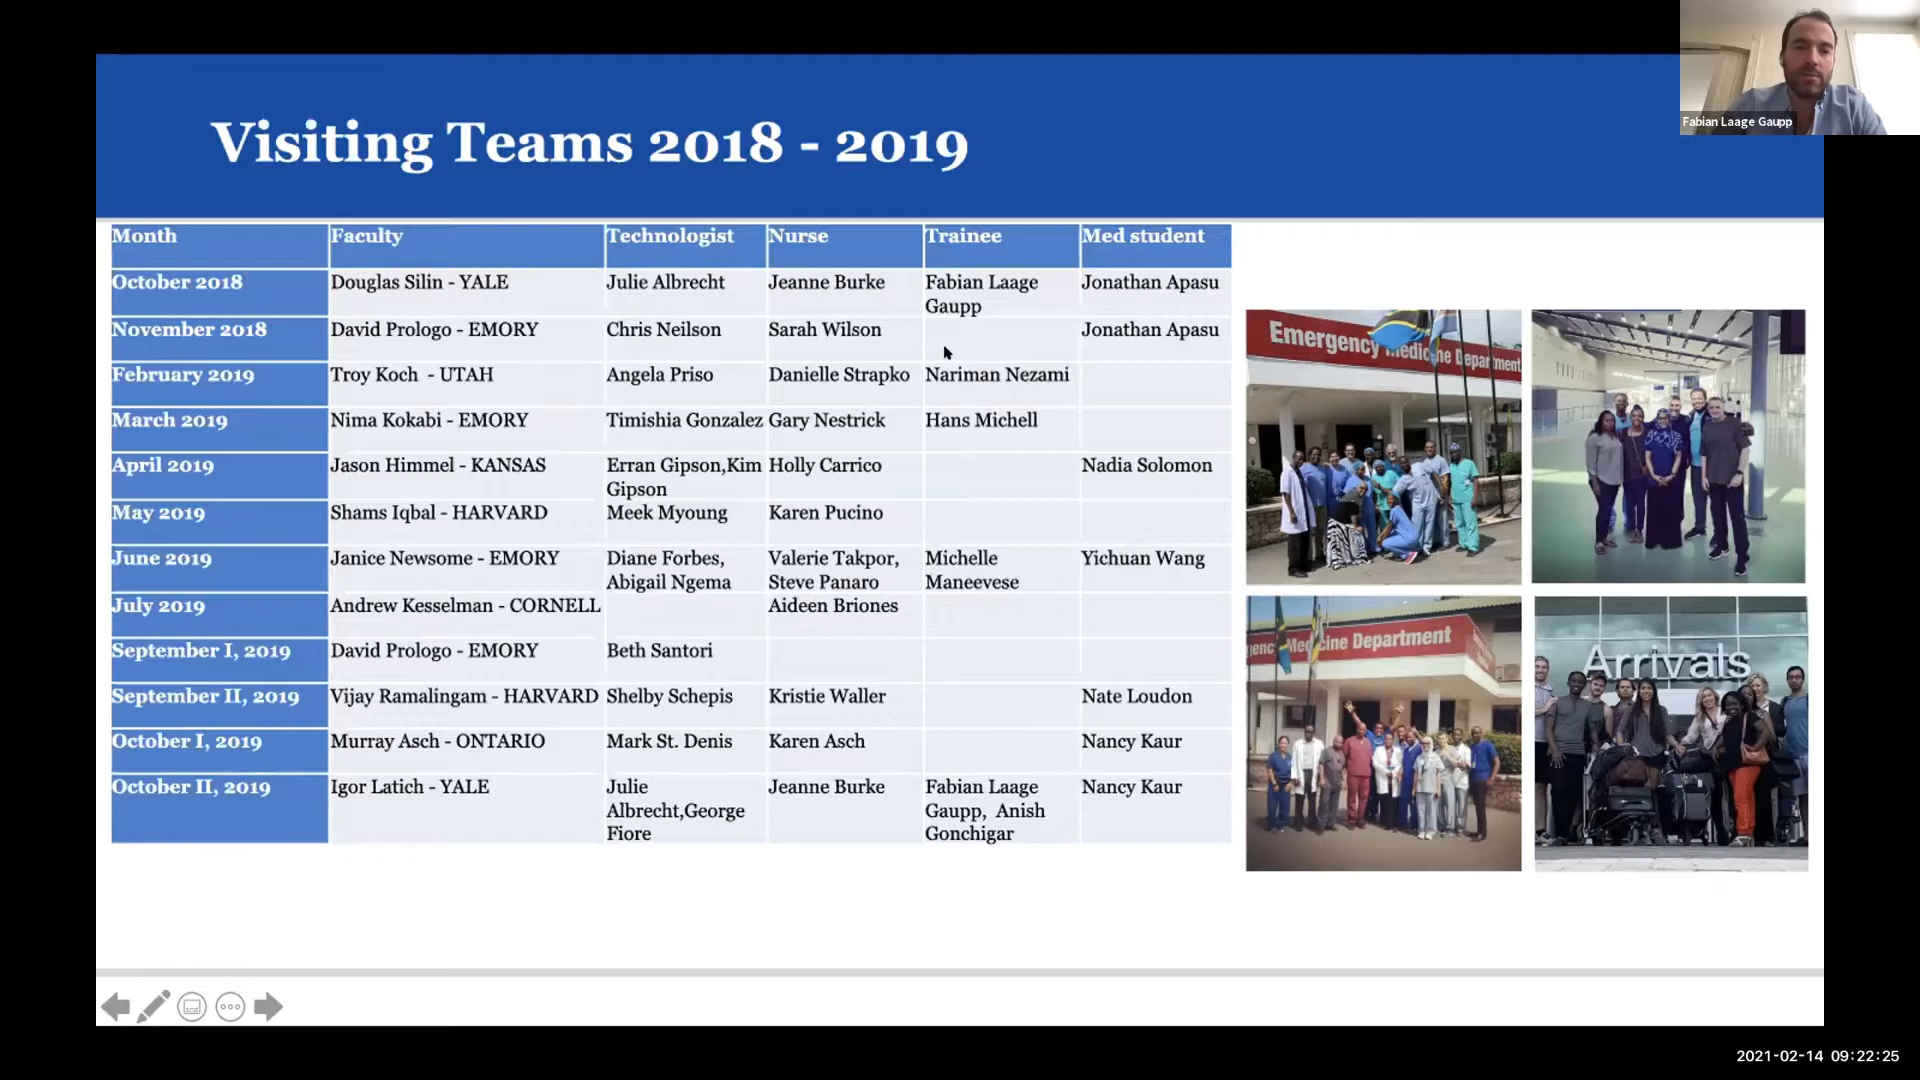 Fabian Laage Gaupp
Visiting Teams 2018 - 2019
Month Faculty Technologist Nurse Trainee Med student
October 2018 Douglas Silin - YALE Julie Albrecht Jeanne Burke Fabian Laage Jonathan Apasu
Gaupp
November 2018 David Prologo - EMORY Chris Neilson Sarah Wilson Jonathan Apasu
February 2019 Troy Koch - UTAH Angela Priso Danielle Strapko Nariman Nezami
March 2019 Nima Kokabi - EMORY Timishia Gonzalez Gary Nestrick Hans Michell
April 2019 Jason Himmel - KANSAS Erran Gipson,Kim Holly Carrico Nadia Solomon
Gipson
May 2019 Shams Iqbal - HARVARD Meek Myoung Karen Pucino
June 2019 Janice Newsome - EMORY Diane Forbes, Valerie Takpor, Michelle Yichuan Wang
Abigail Ngema Steve Panaro Maneevese
July 2019 Andrew Kesselman - CORNELL Aideen Briones
September I, 2019 David Prologo - EMORY Beth Santori
September II, 2019 Vijay Ramalingam - HARVARD Shelby Schepis Kristie Waller Nate Loudon
October I, 2019 Murray Asch - ONTARIO Mark St. Denis Karen Asch Nancy Kaur
October II, 2019 Igor Latich - YALE Julie Jeanne Burke Fabian Laage Nancy Kaur
Albrecht,George Gaupp, Anish
Fiore Gonchigar
Emergency Medicine Department
ency Medicine Department
Arrivals
2021-02-14 09:22:25